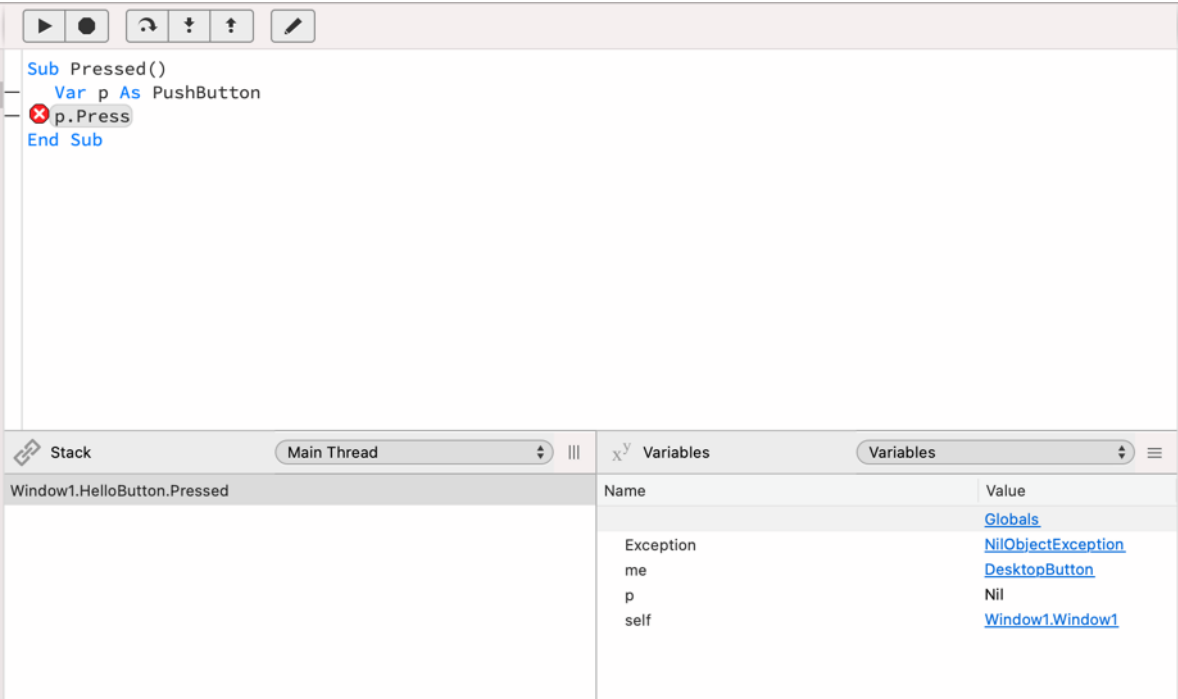 Sub Pressed()
Var p As PushButton
p.Press
End Sub
Stack Main Thread
Window1.HelloButton.Pressed
xy Variables Variables
Name Value
Globals
Exception NilObjectException
me DesktopButton
p Nil
self Window1.Window1